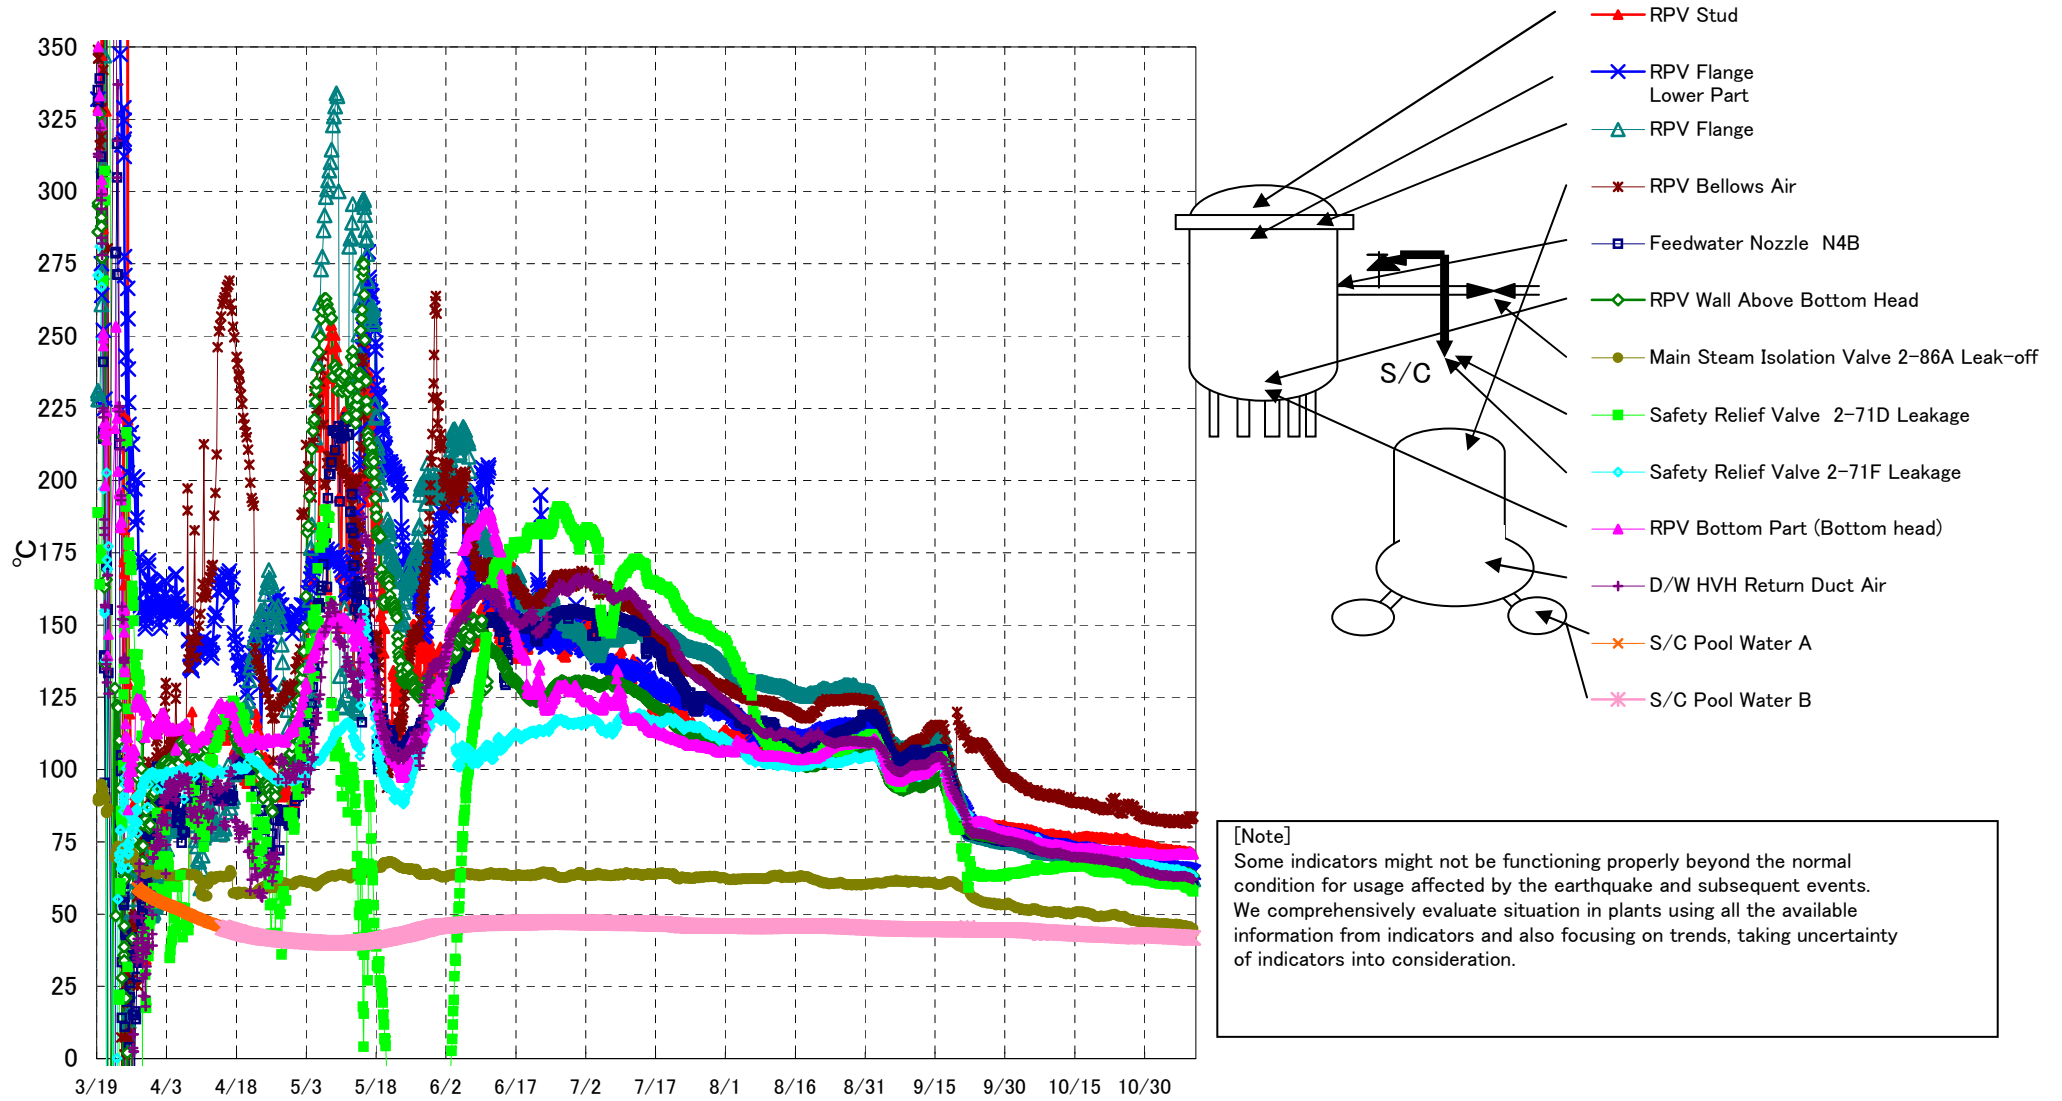 350
325
300
275
250
225
200
175
150
125
100
75
50
25
0
℃
3/19 4/3 4/18 5/3 5/18 6/2 6/17 7/2 7/17 8/1 8/16 8/31 9/15 9/30 10/15 10/30
RPV Stud
RPV Flange
Lower Part
RPV Flange
RPV Bellows Air
Feedwater Nozzle N4B
RPV Wall Above Bottom Head
Main Steam Isolation Valve 2-86A Leak-off
Safety Relief Valve 2-71D Leakage
Safety Relief Valve 2-71F Leakage
RPV Bottom Part (Bottom head)
D/W HVH Return Duct Air
S/C Pool Water A
S/C Pool Water B
S/C
[Note]
Some indicators might not be functioning properly beyond the normal
condition for usage affected by the earthquake and subsequent events.
We comprehensively evaluate situation in plants using all the available
information from indicators and also focusing on trends, taking uncertainty
of indicators into consideration.